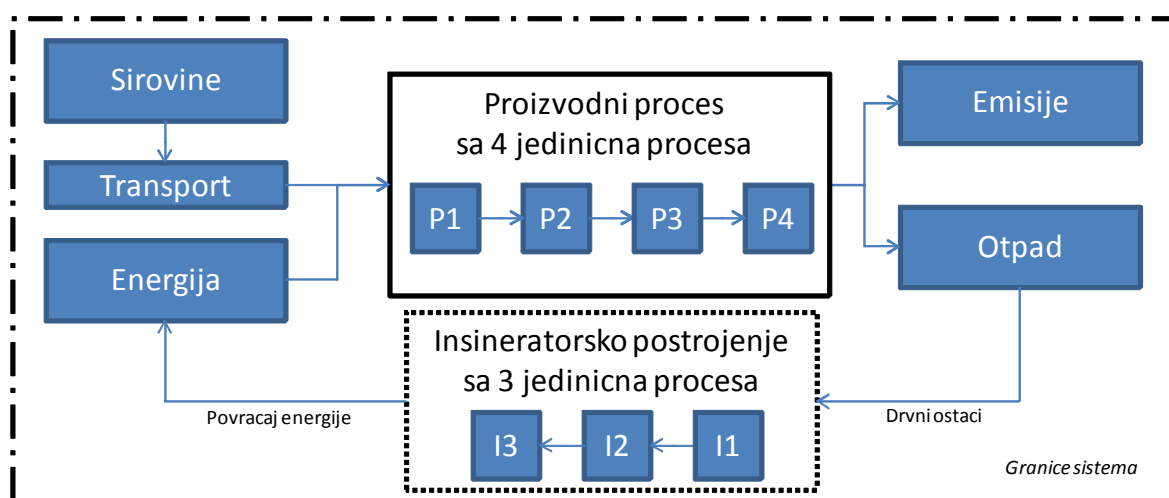 Sirovine
Transport
Energija
Proizvodni proces
sa 4 jedinicna procesa
P1
P2
P3
P4
Emisije
Otpad
Insineratorsko postrojenje
sa 3 jedinicna procesa
I3
I2
I1
Povracaj energije
Drvni ostaci
Granice sistema